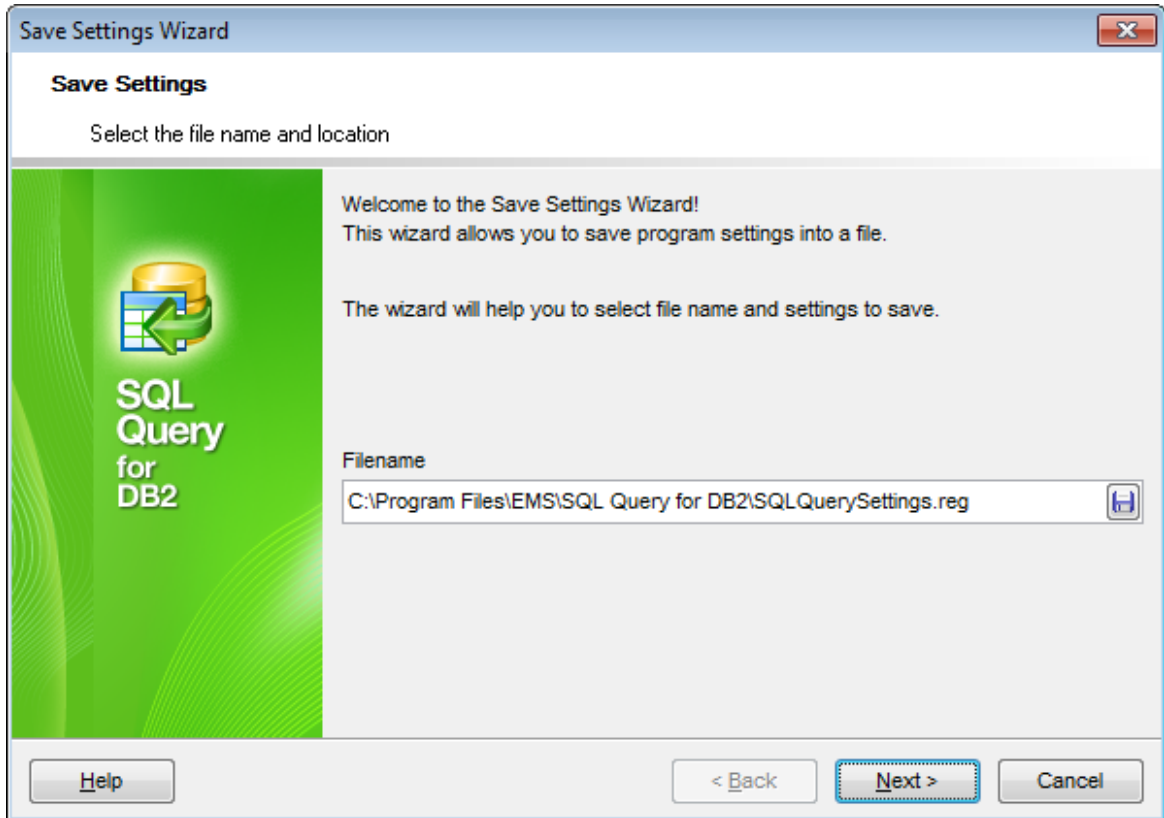 Save Settings Wizard
Save Settings
Select the file name and location
Welcome to the Save Settings Wizard!
This wizard allows you to save program settings into a file.
The wizard will help you to select file name and settings to save.
SQL
Query
for
DB2
Filename
C:\Program Files\EMS\SQL Query for DB2\SQLQuerySettings.reg
Help
< Back
Next >
Cancel